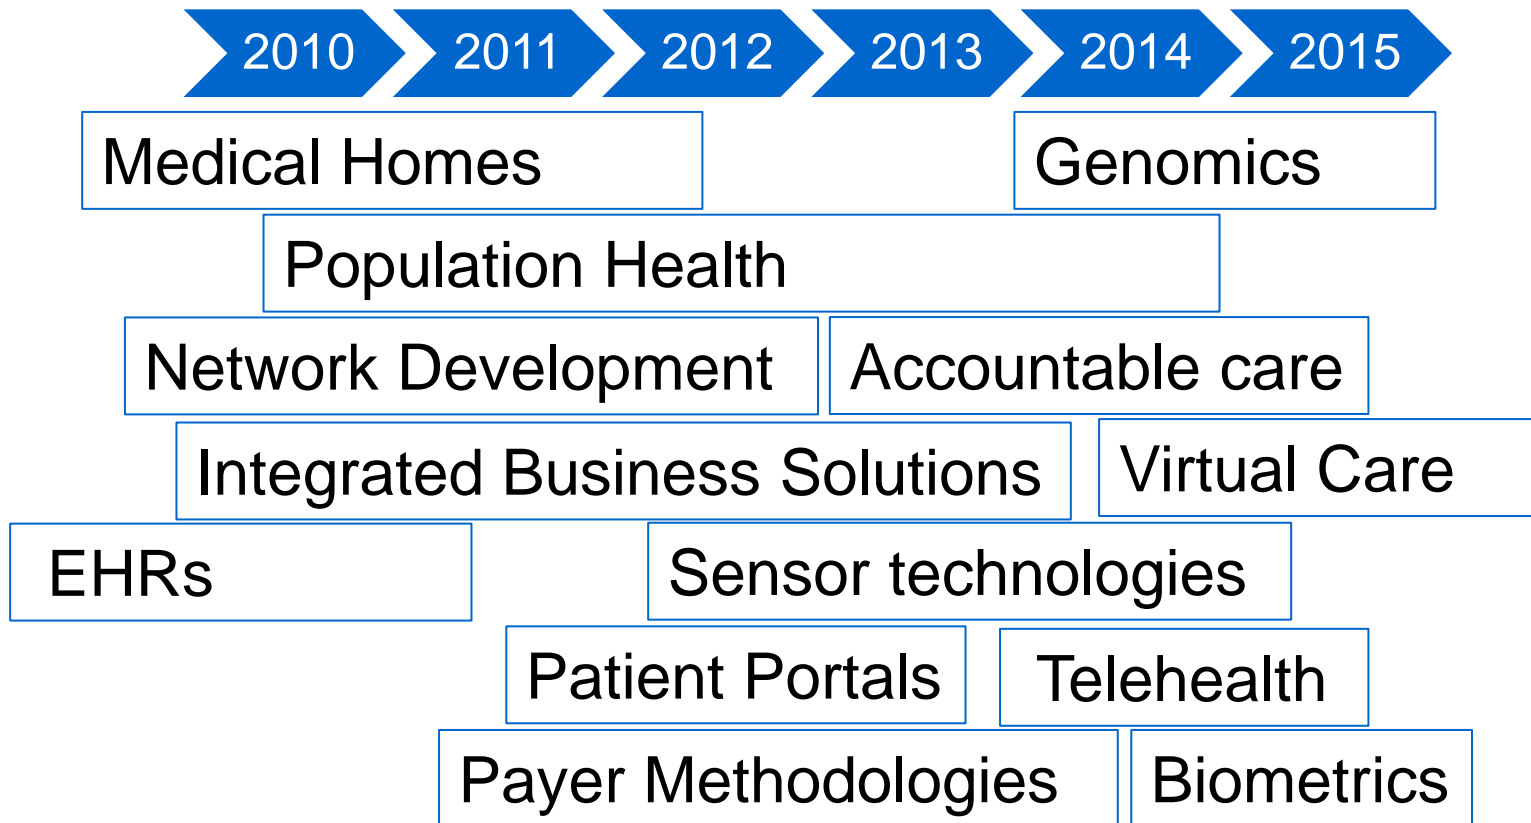 2010 2011 2012 2013 2014 2015
Medical Homes
Genomics
Population Health
Network Development
Accountable care
Integrated Business Solutions
Virtual Care
EHRs
Sensor technologies
Patient Portals
Telehealth
Payer Methodologies
Biometrics